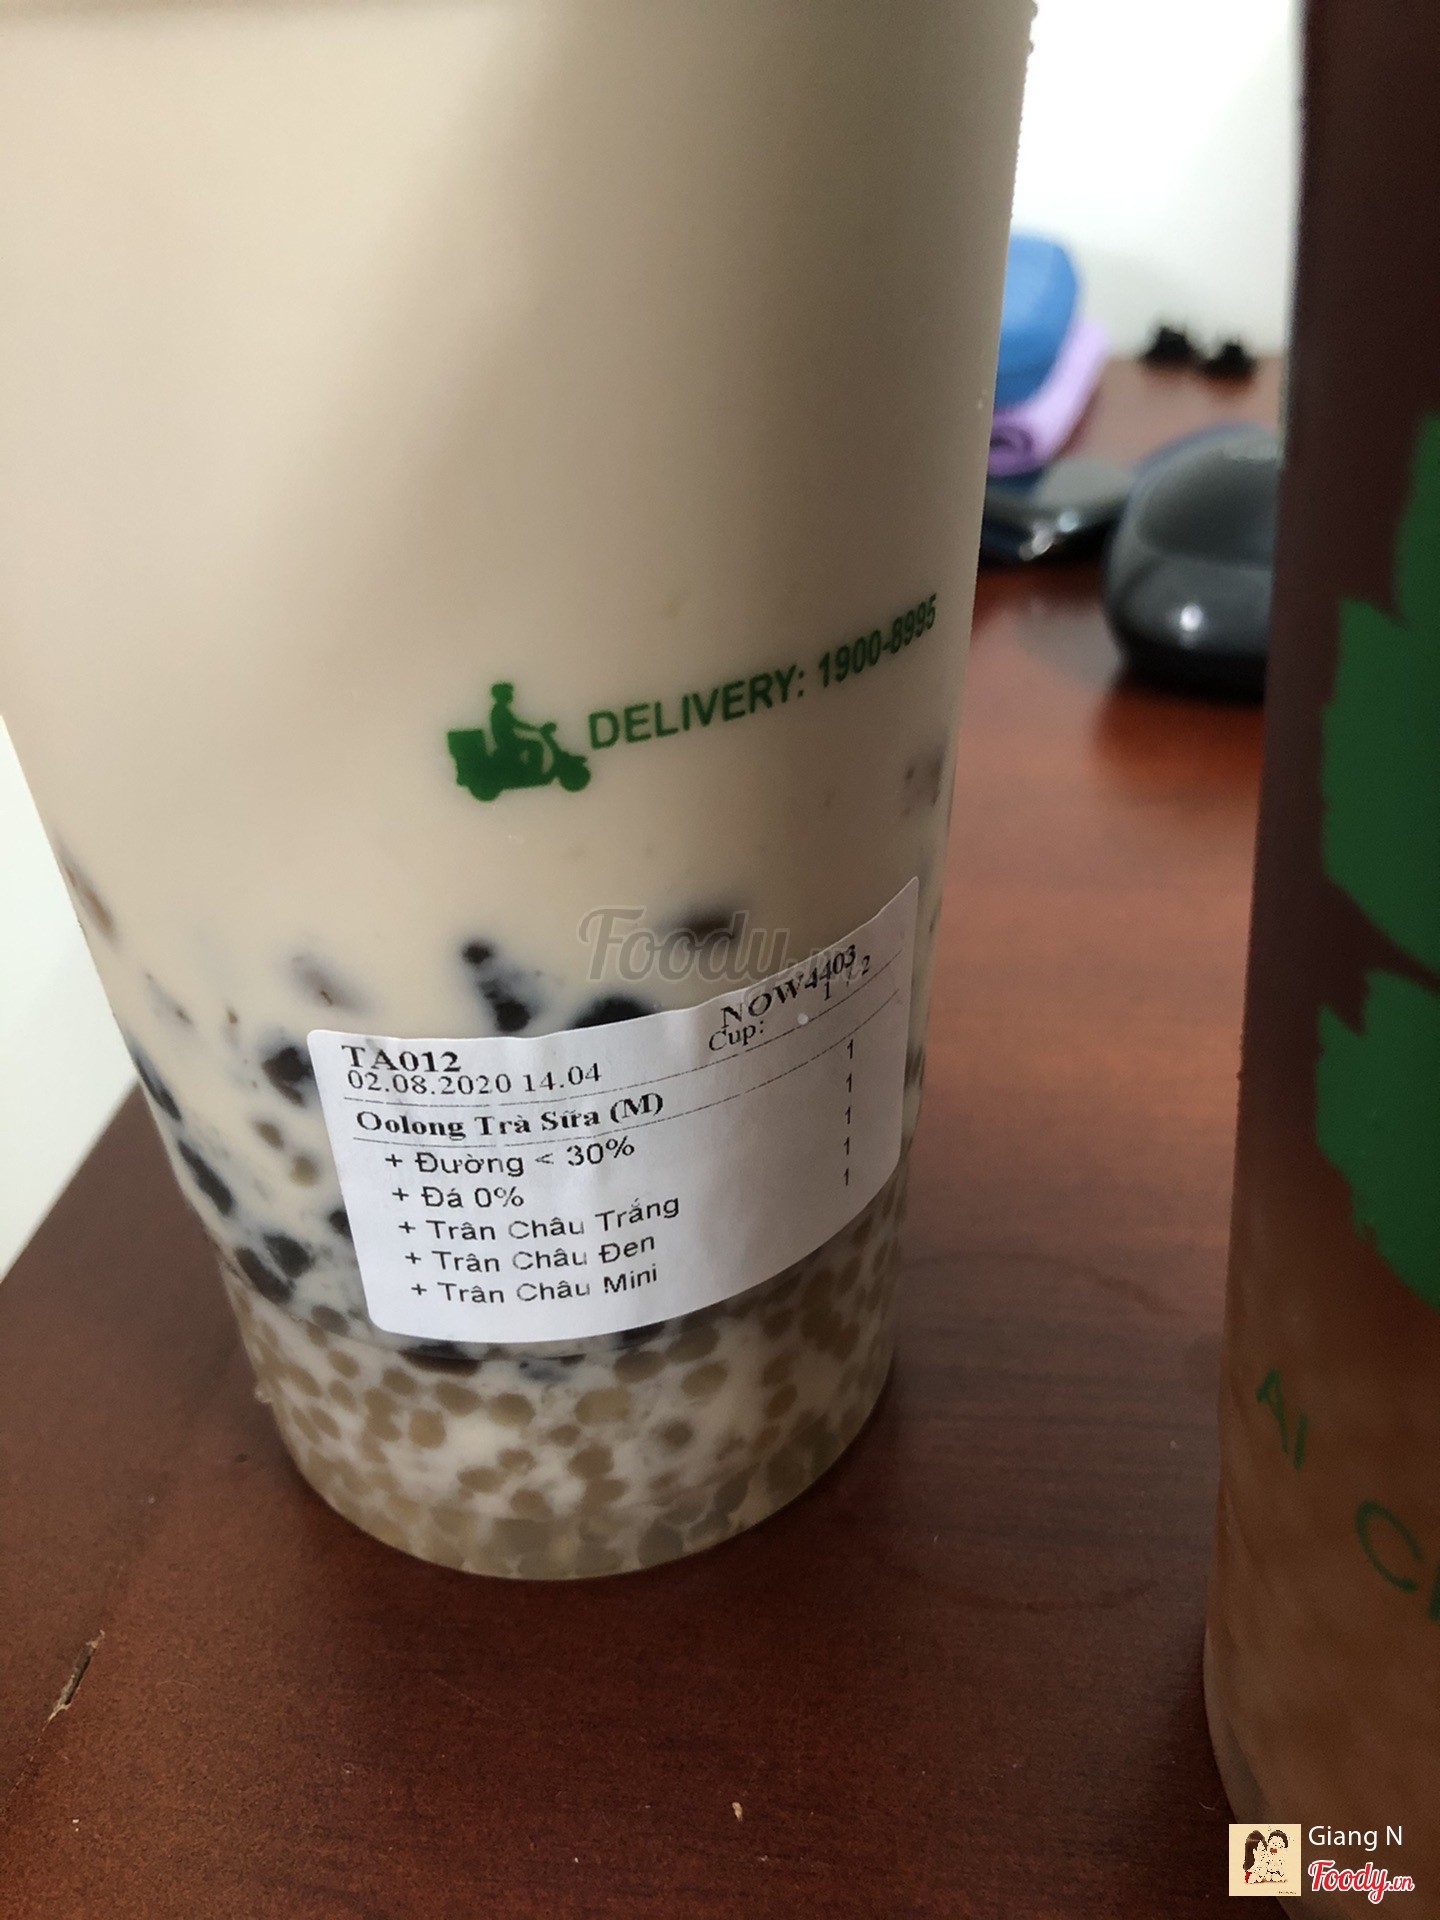 DELIVERY: 1900-8995
Foody.vn
TA012 NOW4403
02.08.2020 14.04 Cup: 1 / 2
Oolong Trà Sữa (M) 1
+ Đường < 30% 1
+ Đá 0% 1
+ Trân Châu Trắng 1
+ Trân Châu Đen 1
+ Trân Châu Mini
Giang N
Foody.vn